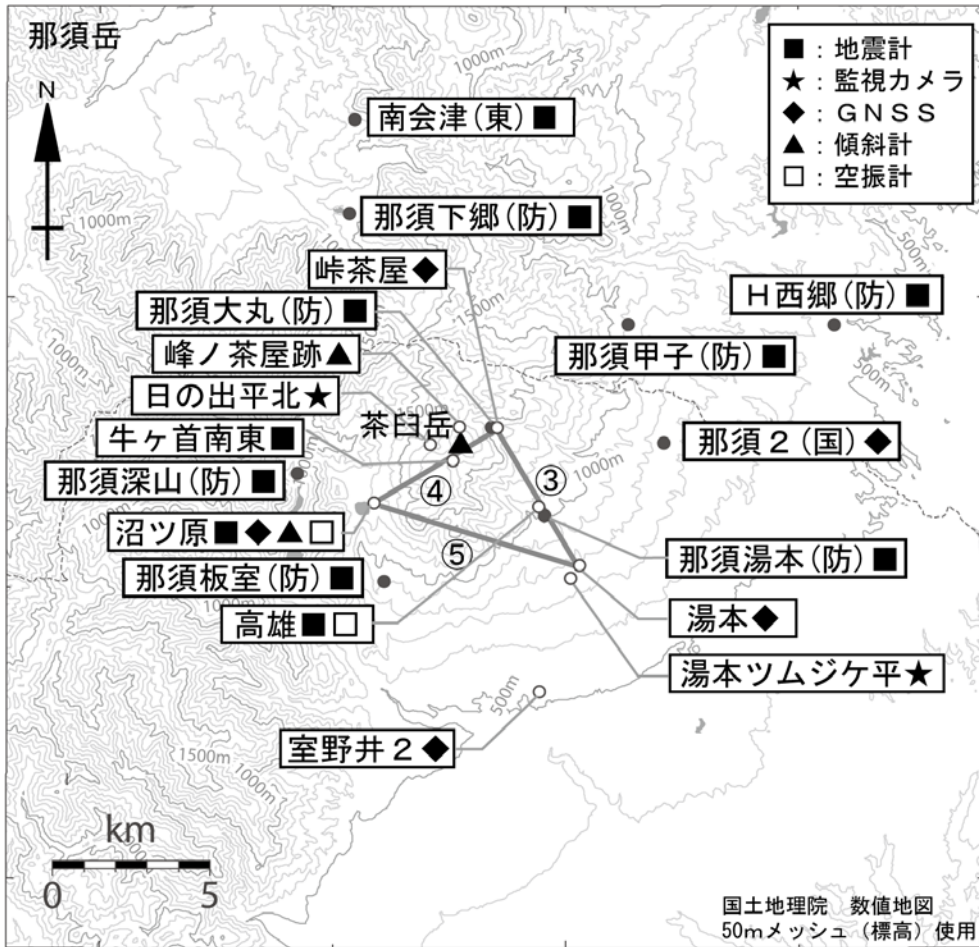 那須岳
■：地震計
★：監視カメラ
◆：ＧＮＳＳ
▲：傾斜計
□：空振計
N
1000m
南会津(東)■
1000m
那須下郷(防)■
1000m
500m
峠茶屋◆
1500m
Ｈ西郷(防)■
那須大丸(防)■
1000m
那須甲子(防)■
峰ノ茶屋跡▲
500m
日の出平北★
茶臼岳
牛ヶ首南東■
1000m
那須２(国)◆
那須深山(防)■
④
③
沼ツ原■◆▲□
⑤
那須湯本(防)■
那須板室(防)■
1000m
高雄■□
湯本◆
湯本ツムジケ平★
500m
室野井２◆
1500m
1000m
km
0
5
国土地理院　数値地図
50mメッシュ（標高）使用